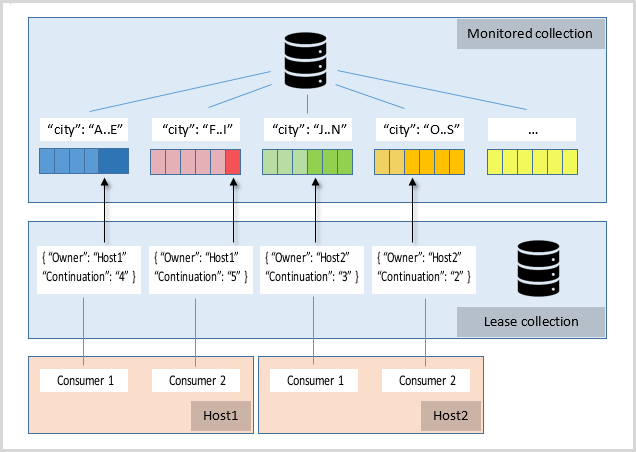 Monitored collection
“city”: “A..E”
“city”: “F..I”
“city”: “J..N”
“city”: “O..S”
...
{ “Owner”: “Host1”
“Continuation”: “4” }
{ “Owner”: “Host1”
“Continuation”: “5” }
{ “Owner”: “Host2”
“Continuation”: “3” }
{ “Owner”: “Host2”
“Continuation”: “2” }
Lease collection
Consumer 1
Consumer 2
Host1
Consumer 1
Consumer 2
Host2